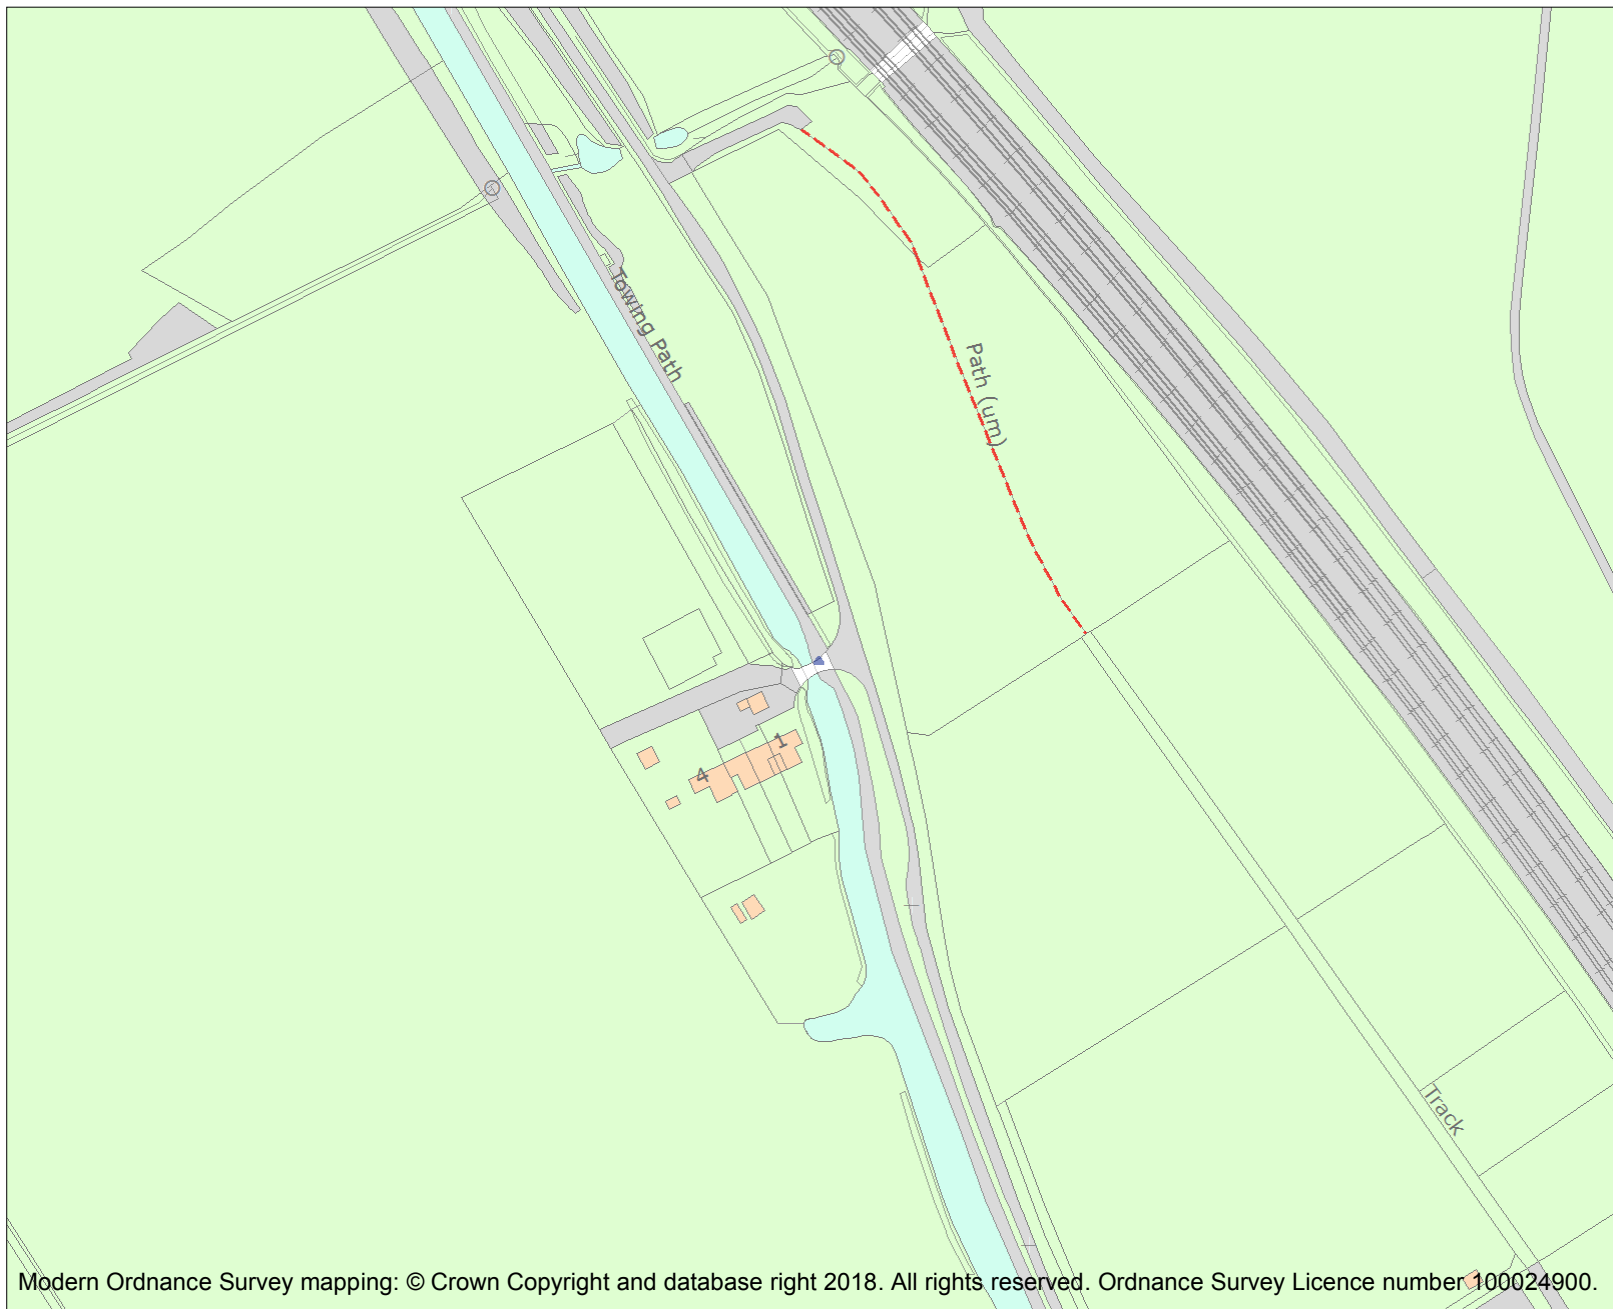 Towing Path
Path (um)
1
4
Track
Modern Ordnance Survey mapping: © Crown Copyright and database right 2018. All rights reserved. Ordnance Survey Licence number 100024900.